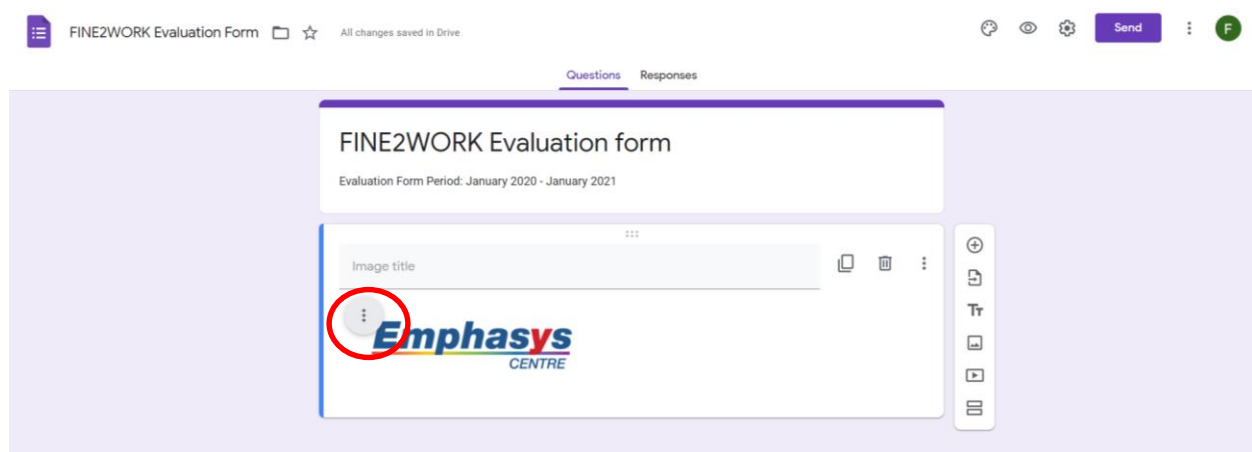 FINE2WORK Evaluation Form All changes saved in Drive Send F
Questions Responses
FINE2WORK Evaluation form
Evaluation Form Period: January 2020 - January 2021
Image title
Tт
Emphasys
CENTRE